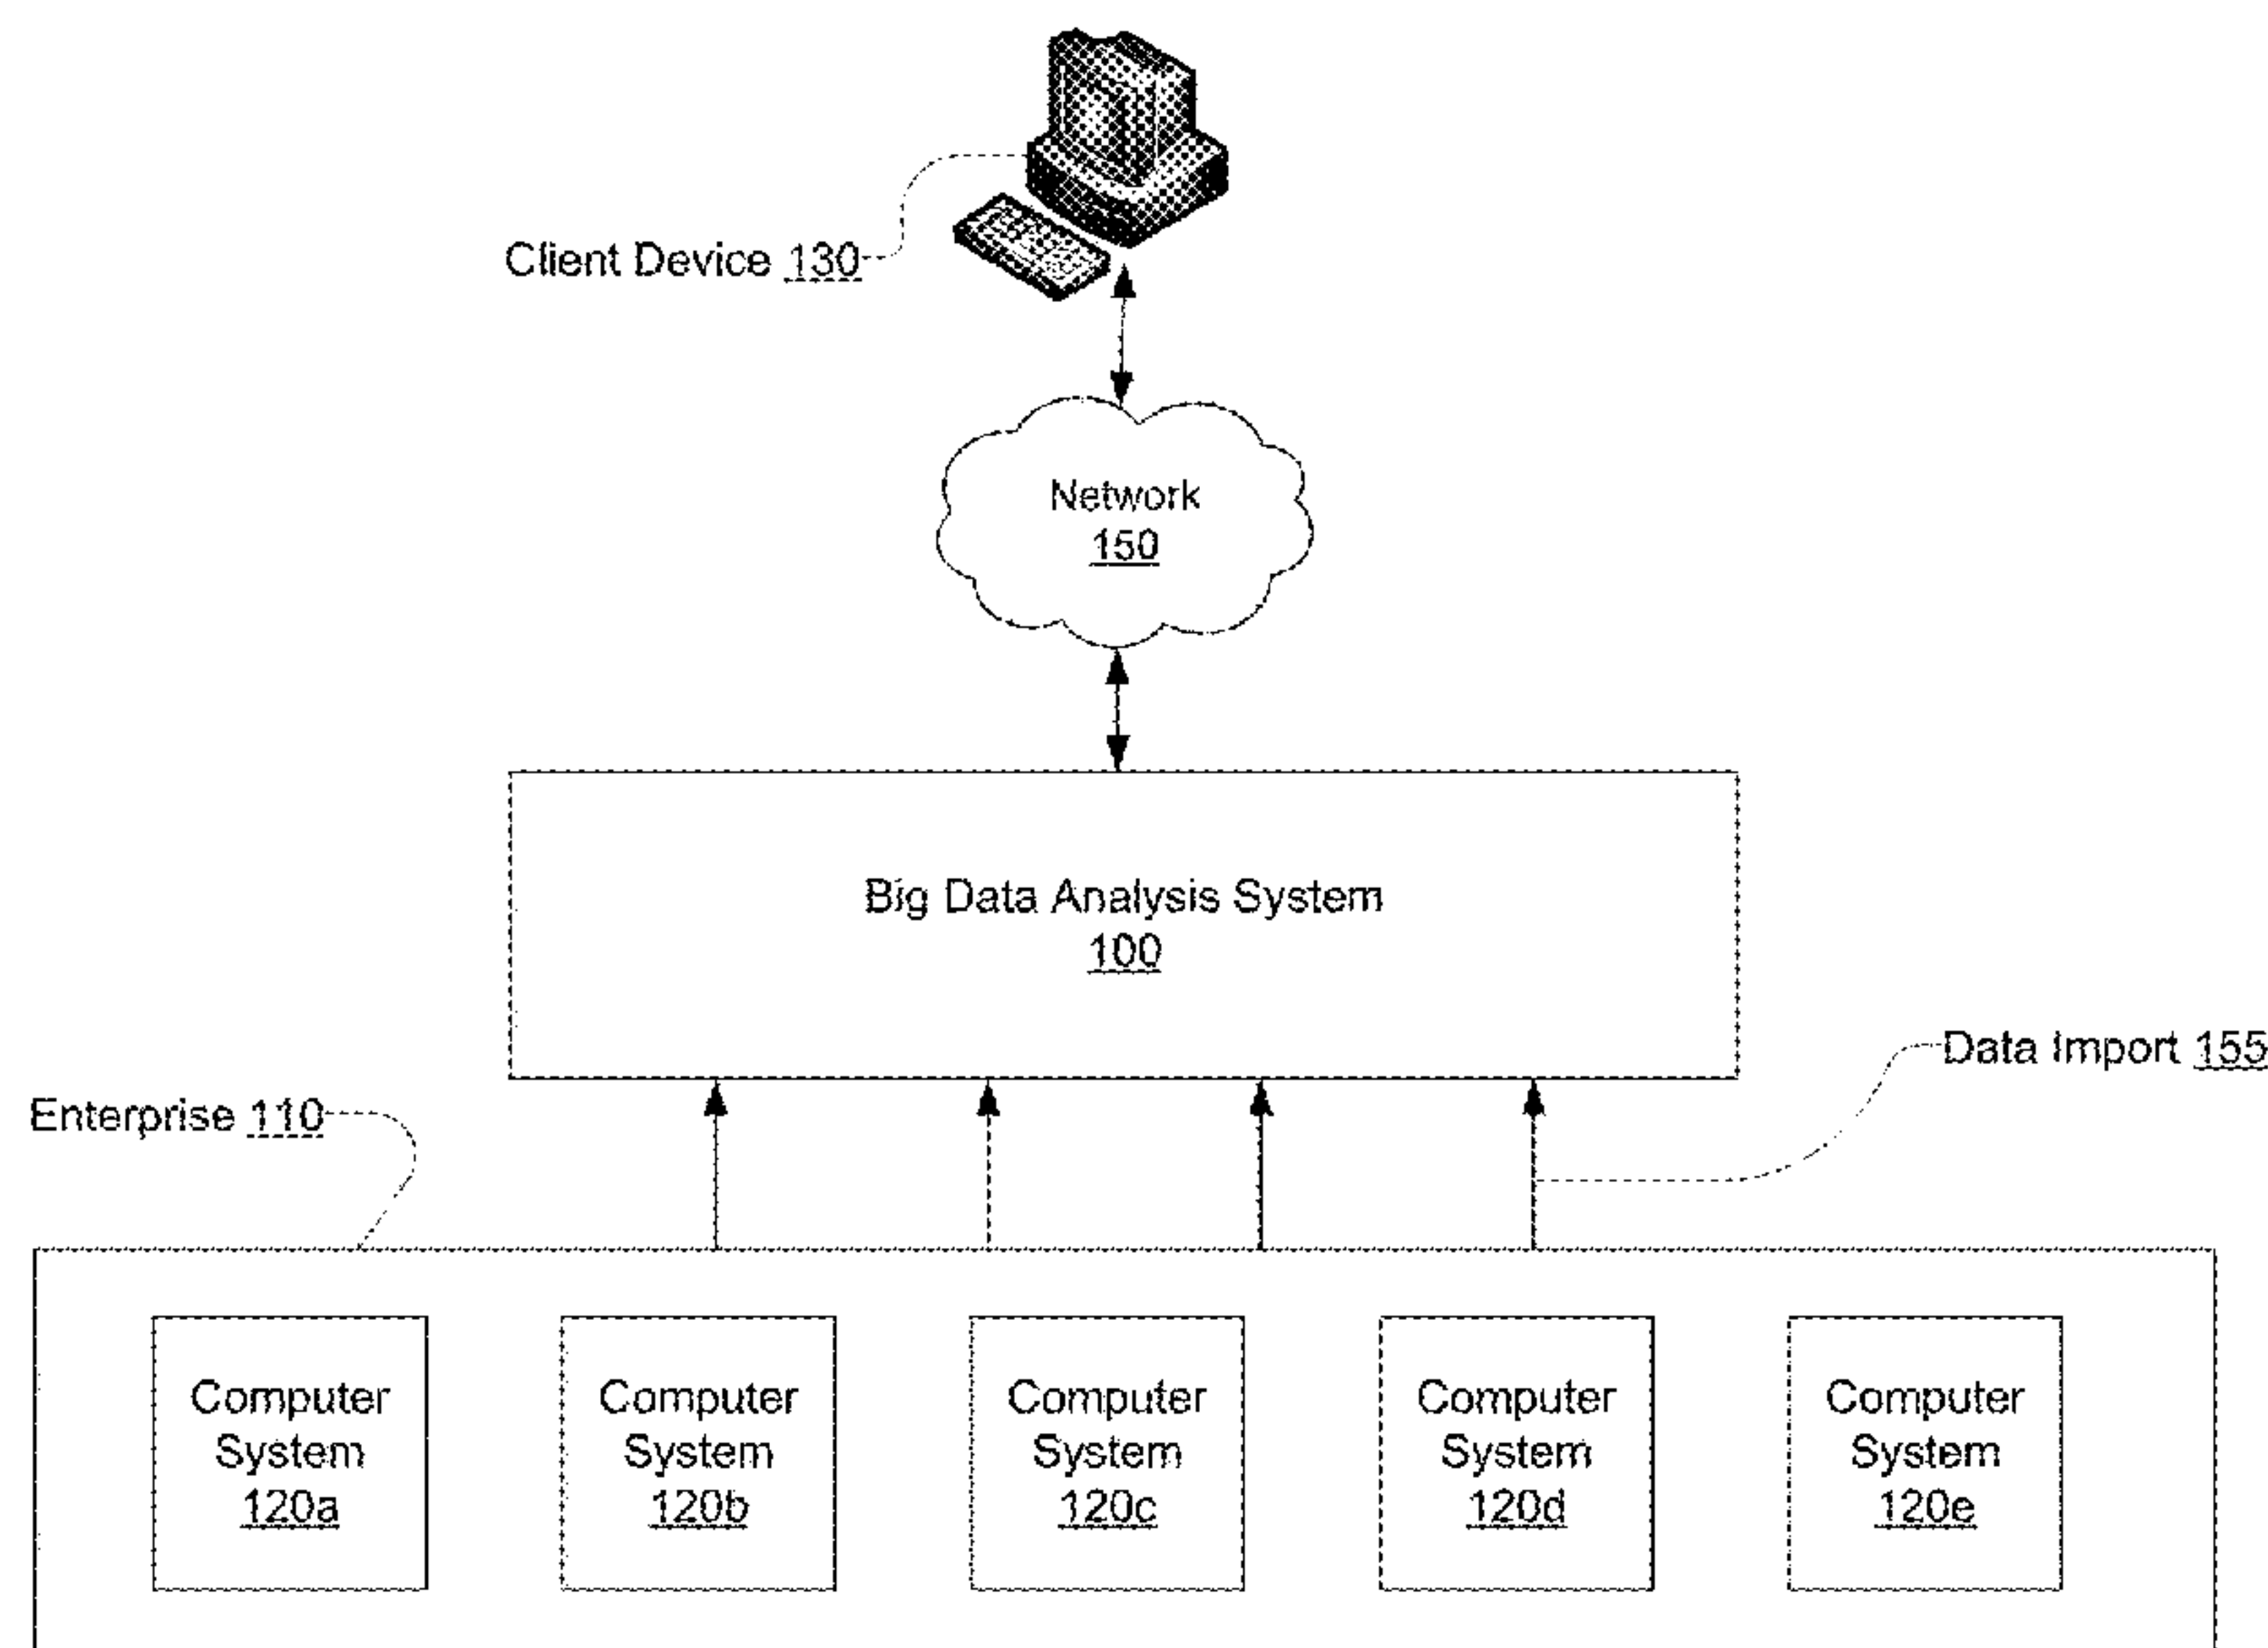 Client Device 130
Network
150
Big Data Analysis System
100
Data Import 155
Enterprise 110
Computer
System
120a
Computer
System
120b
Computer
System
120c
Computer
System
120d
Computer
System
120e